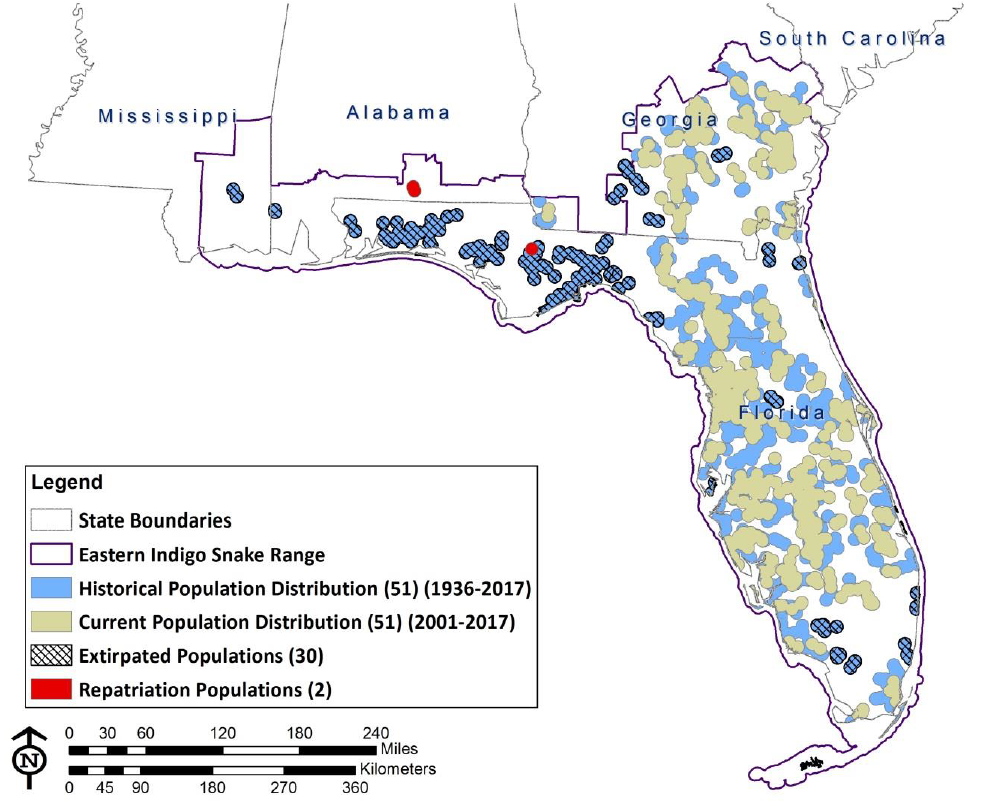 South Carolina
Mississippi
Alabama
Georgia
Florida
Legend
State Boundaries
Eastern Indigo Snake Range
Historical Population Distribution (51) (1936-2017)
Current Population Distribution (51) (2001-2017)
Extirpated Populations (30)
Repatriation Populations (2)
N
0 30 60 120 180 240
Miles
Kilometers
0 45 90 180 270 360